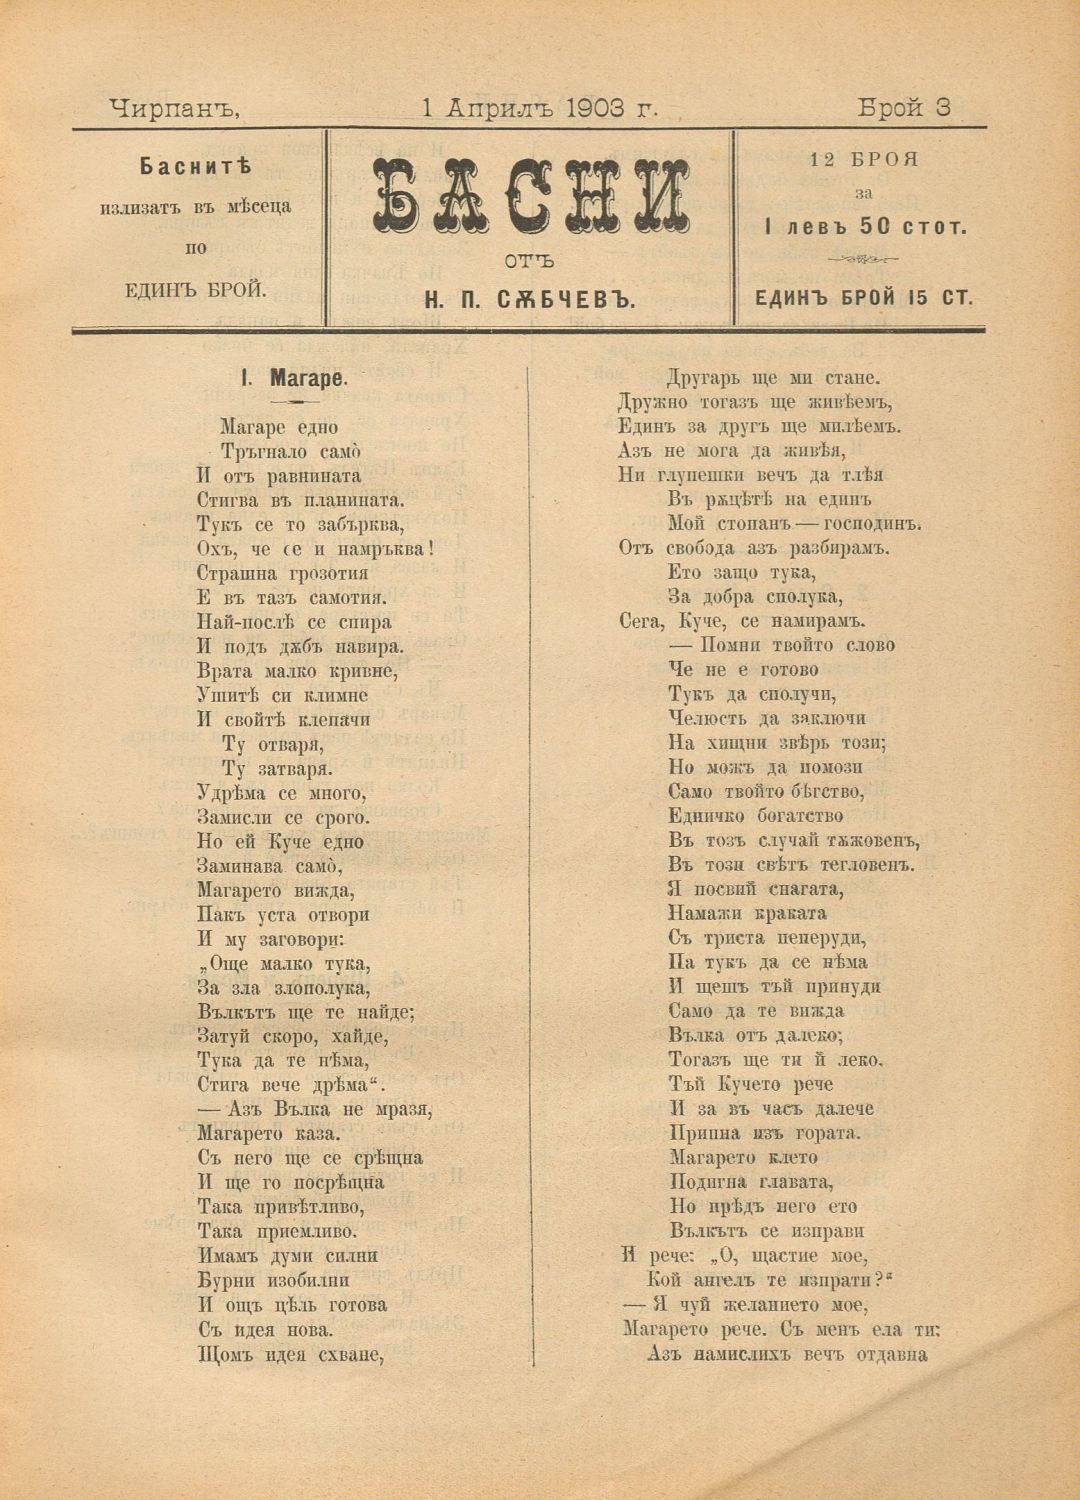 Чирпанъ, 1 Априлъ 1903 г. Брой 3
Баснитѣ
излизатъ въ мѣсеца
по
ЕДИНЪ БРОЙ.
БАСНИ
отъ
Н. П. СѪБЧЕВЪ.
12 БРОЯ
за
1 левъ 50 стот.
ЕДИНЪ БРОЙ 15 СТ.
I. Магаре.
Магаре едно
Тръгнало само̀
И отъ равнината
Стигва въ планината.
Тукъ се то забърква,
Охъ, че се и намръква!
Страшна грозотия
Е въ тазъ самотия.
Най-послѣ се спира
И подъ дѫбъ навира.
Врата малко кривне,
Ушитѣ си климне
И свойтѣ клепачи
Ту отваря,
Ту затваря.
Удрѣма се много,
Замисли се срого.
Но ей Куче едно
Заминава само̀,
Магарето вижда,
Пакъ уста отвори
И му заговори:
„Още малко тука,
За зла злополука,
Вълкътъ ще те найде;
Затуй скоро, хайде,
Тука да те нѣма,
Стига вече дрѣма“.
— Азъ Вълка не мразя,
Магарето каза.
Съ него ще се срѣщна
И ще го посрѣщна
Така привѣтливо,
Така приемливо.
Имамъ думи силни
Бурни изобилни
И ощъ цѣль готова
Съ идея нова.
Щомъ идея схване,
Другарь ще ми стане.
Дружно тогазъ ще живѣемъ,
Единъ за другъ ще милѣемъ.
Азъ не мога да живѣя,
Ни глупешки вечъ да тлѣя
Въ рѫцѣтѣ на единъ
Мой стопанъ — господинъ.
Отъ свобода азъ разбирамъ.
Ето защо тука,
За добра сполука,
Сега, Куче, се намирамъ.
— Помни твойто слово
Че не е готово
Тукъ да сполучи,
Челюсть да заключи
На хищни звѣрь този;
Но можъ да помози
Само твойто бѣгство,
Едничко богатство
Въ тозъ случай тѫжовенъ,
Въ този свѣтъ тегловенъ.
Я посвий снагата,
Намажи краката
Съ триста пеперуди,
Па тукъ да се нѣма
И щешъ тъй принуди
Само да те вижда
Вълка отъ далеко;
Тогазъ ще ти й леко.
Тъй Кучето рече
И за въ часъ далече
Припна изъ гората.
Магарето клето
Подигна главата,
Но прѣдъ него ето
Вълкътъ се изправи
И рече: „О, щастие мое,
Кой ангелъ те изпрати?“
— Я чуй желанието мое,
Магарето рече. Съ менъ ела ти:
Азъ намислихъ вечъ отдавна